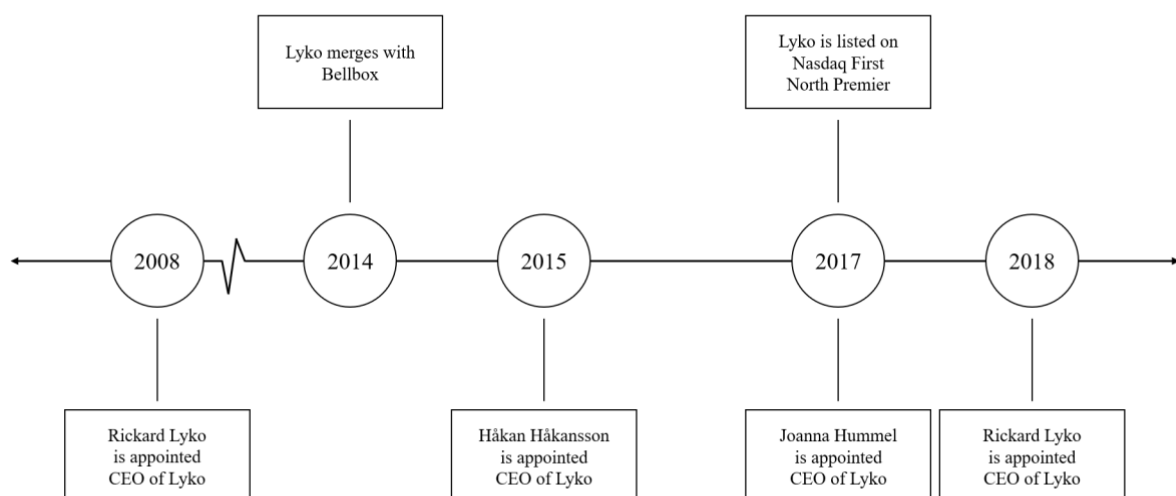 Lyko merges with
Bellbox
Lyko is listed on
Nasdaq First
North Premier
2008
2014
2015
2017
2018
Rickard Lyko
is appointed
CEO of Lyko
Håkan Håkansson
is appointed
CEO of Lyko
Joanna Hummel
is appointed
CEO of Lyko
Rickard Lyko
is appointed
CEO of Lyko